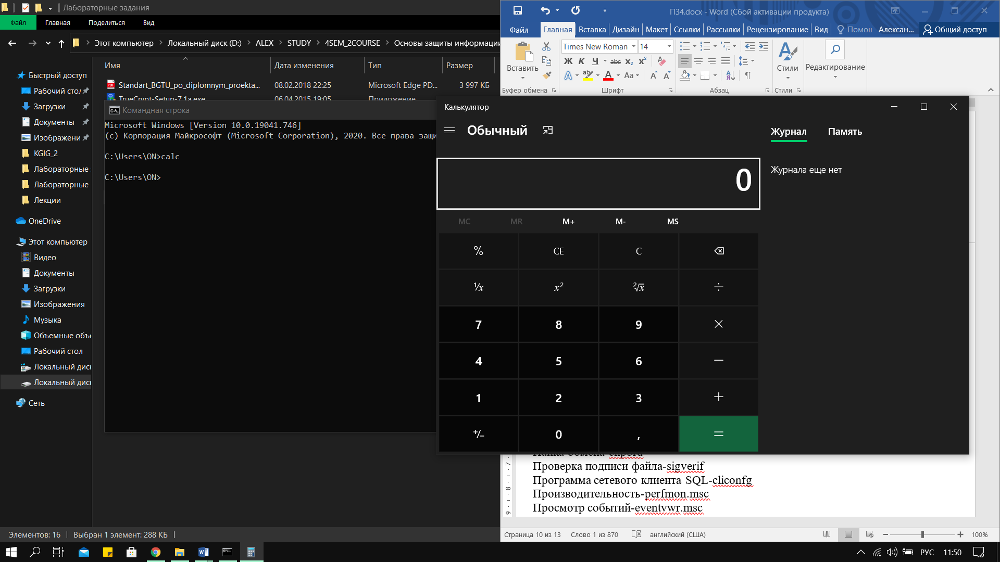 Лабораторные задания
Файл
Главная
Поделиться
Вид
Этот компьютер
Локальный диск (D:)
ALEX
STUDY
4SEM_2COURSE
Основы защиты информации
Имя
Дата изменения
Тип
Размер
Standart_BGTU_po_diplomnym_proekta...
08.02.2018 22:25
Microsoft Edge PD...
3 997 КБ
TrueCrypt-Setup-7.1a.exe
06.04.2015 19:05
Приложение
Быстрый доступ
Рабочий стол
Загрузки
Документы
Изображени
KGIG_2
Лабораторные
Лабораторные
Лекции
OneDrive
Этот компьютер
Видео
Документы
Загрузки
Изображения
Музыка
Объемные объе
Рабочий стол
Локальный диск
Локальный диск
Сеть
Элементов: 16
Выбран 1 элемент: 288 КБ
Командная строка
Microsoft Windows [Version 10.0.19041.746]
(c) Корпорация Майкрософт (Microsoft Corporation), 2020. Все права защи
C:\Users\ON>calc
C:\Users\ON>
П34.docx - Word (Сбой активации продукта)
Файл
Главная
Вставка
Дизайн
Макет
Ссылки
Рассылки
Рецензирование
Вид
Помощ
Алексан...
Общий доступ
Вставить
Times New Roman
14
Ж К Ч abc x₂ x²
Aa
Стили
Редактирование
Буфер обмена
Шрифт
Абзац
Стили
Калькулятор
Обычный
Журнал
Память
0
Журнала еще нет
MC MR M+ M- MS
% CE C
¹/x x² ²√x ÷
7 8 9 ×
4 5 6 −
1 2 3 +
+/− 0 , =
Папка обмена-clipbrd
Проверка подписи файла-sigverif
Программа сетевого клиента SQL-cliconfg
Производительность-perfmon.msc
Просмотр событий-eventvwr.msc
7
8
9
Страница 10 из 13
Слово 1 из 870
английский (США)
100%
РУС
11:50